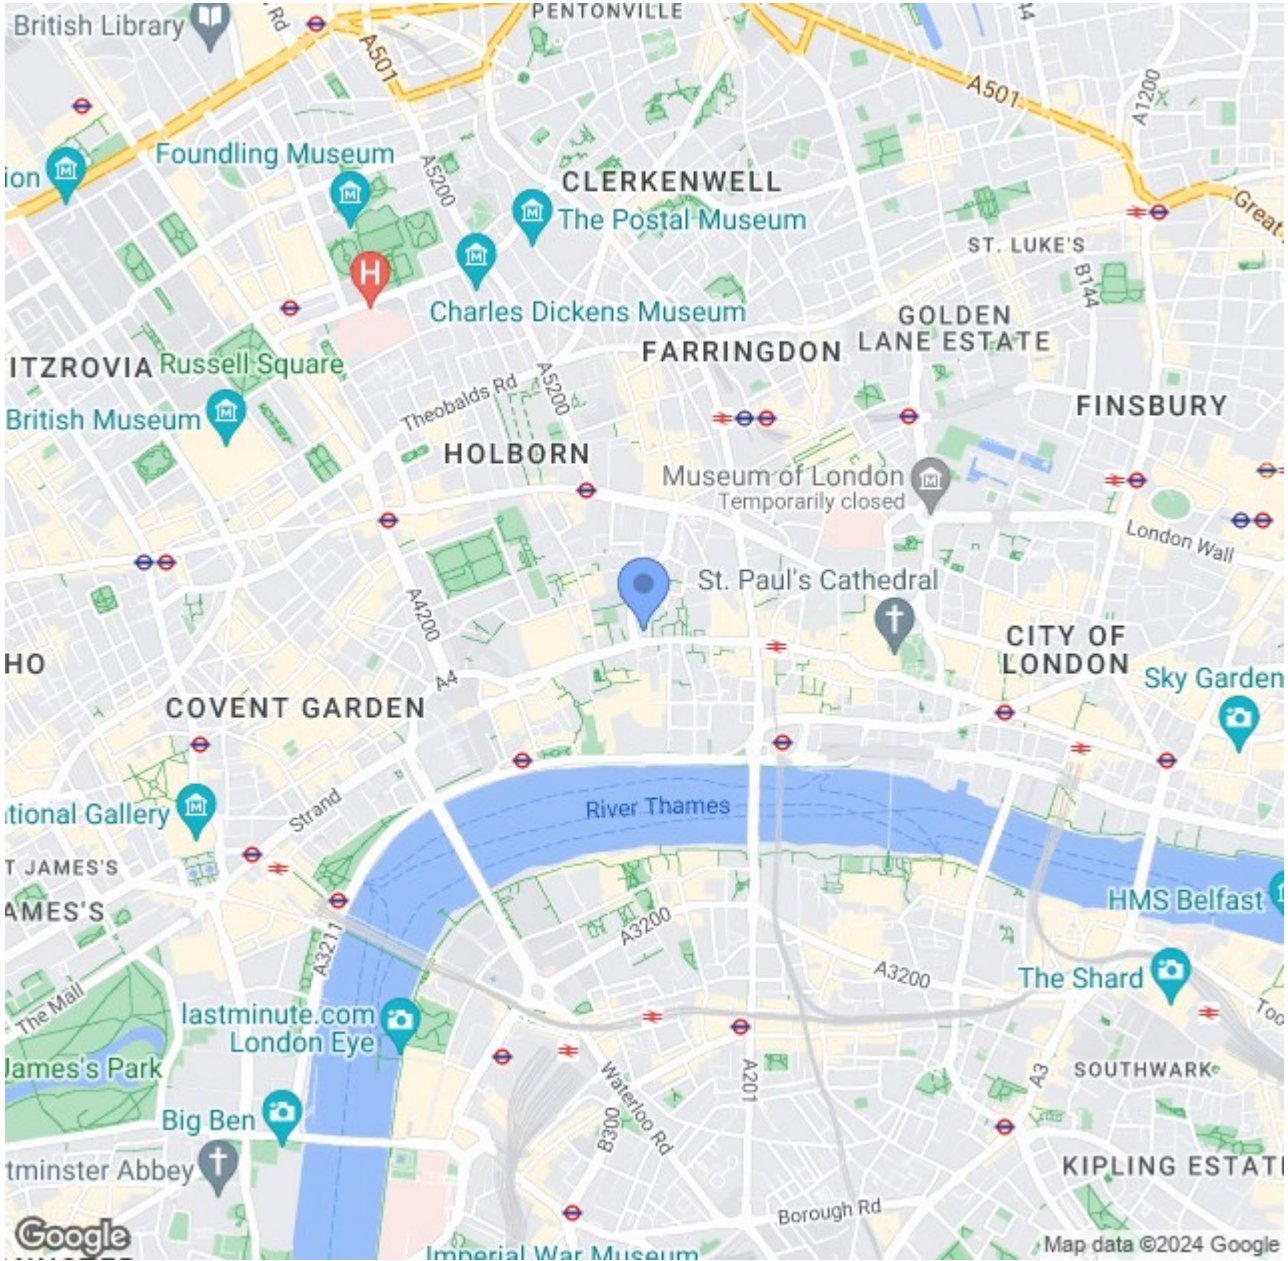 PENTONVILLE
British Library
Rd
A501
A501
A1200
Foundling Museum
ion
A5200
CLERKENWELL
The Postal Museum
Great
ST. LUKE'S
B144
Charles Dickens Museum
GOLDEN
LANE ESTATE
ITZROVIA
Russell Square
FARRINGDON
A5200
Theobalds Rd
British Museum
FINSBURY
HOLBORN
Museum of London
Temporarily closed
London Wall
St. Paul's Cathedral
A4200
CITY OF
LONDON
HO
A4
Sky Garden
COVENT GARDEN
River Thames
Strand
ational Gallery
T JAMES'S
AMES'S
HMS Belfast
A3200
A3211
A3200
The Shard
The Mall
lastminute.com
London Eye
Too
James's Park
SOUTHWARK
A3
A201
Waterloo Rd
Big Ben
B300
tminster Abbey
KIPLING ESTATE
Borough Rd
Google
Map data ©2024 Google
Imperial War Museum